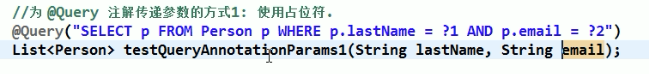 //为 @Query 注解传递参数的方式1: 使用占位符.
@Query("SELECT p FROM Person p WHERE p.lastName = ?1 AND p.email = ?2")
List<Person> testQueryAnnotationParams1(String lastName, String email);